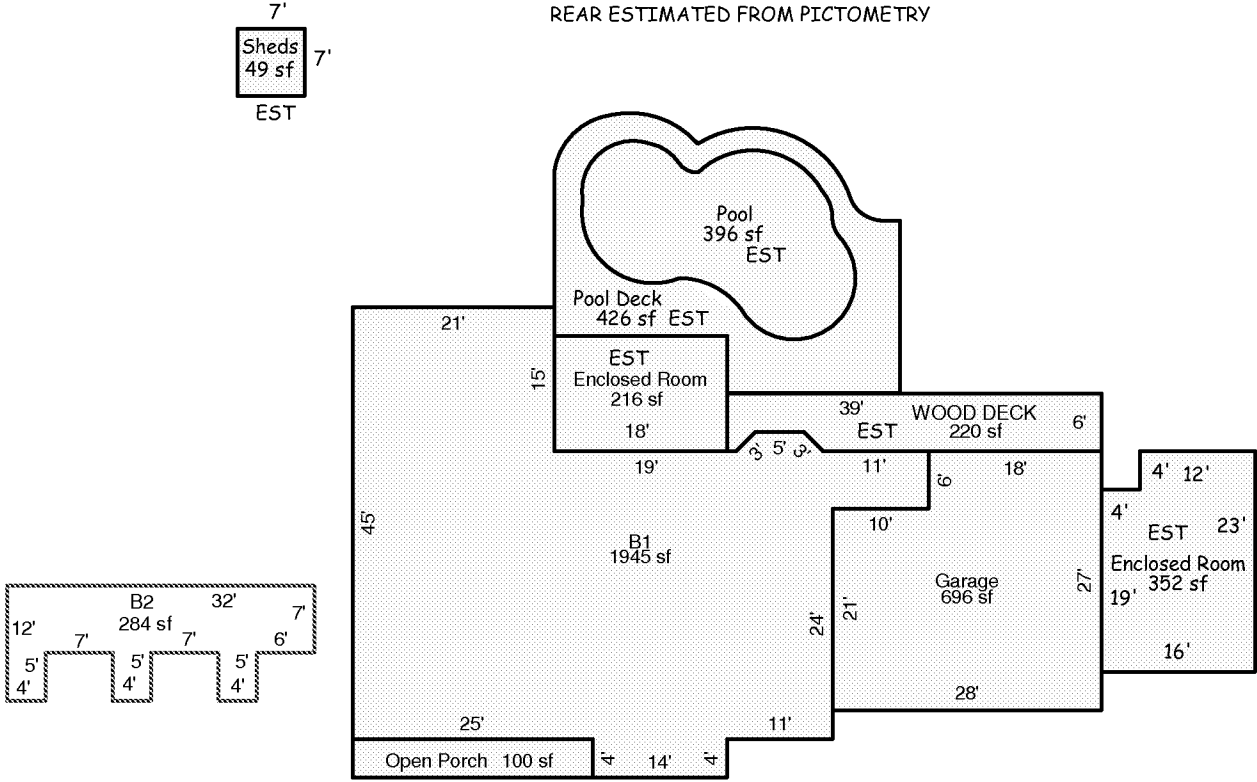 7'
REAR ESTIMATED FROM PICTOMETRY
Sheds
49 sf
7'
EST
Pool
396 sf
EST
Pool Deck
426 sf EST
21'
15'
EST
Enclosed Room
216 sf
18'
39'
WOOD DECK
220 sf
EST
6'
19'
3'
5'
3'
11'
6'
18'
4'
12'
10'
4'
23'
EST
Enclosed Room
352 sf
19'
16'
45'
B1
1945 sf
24'
21'
Garage
696 sf
27'
28'
B2
284 sf
32'
7'
12'
7'
7'
6'
5'
5'
5'
4'
4'
4'
25'
11'
Open Porch 100 sf
4'
14'
4'